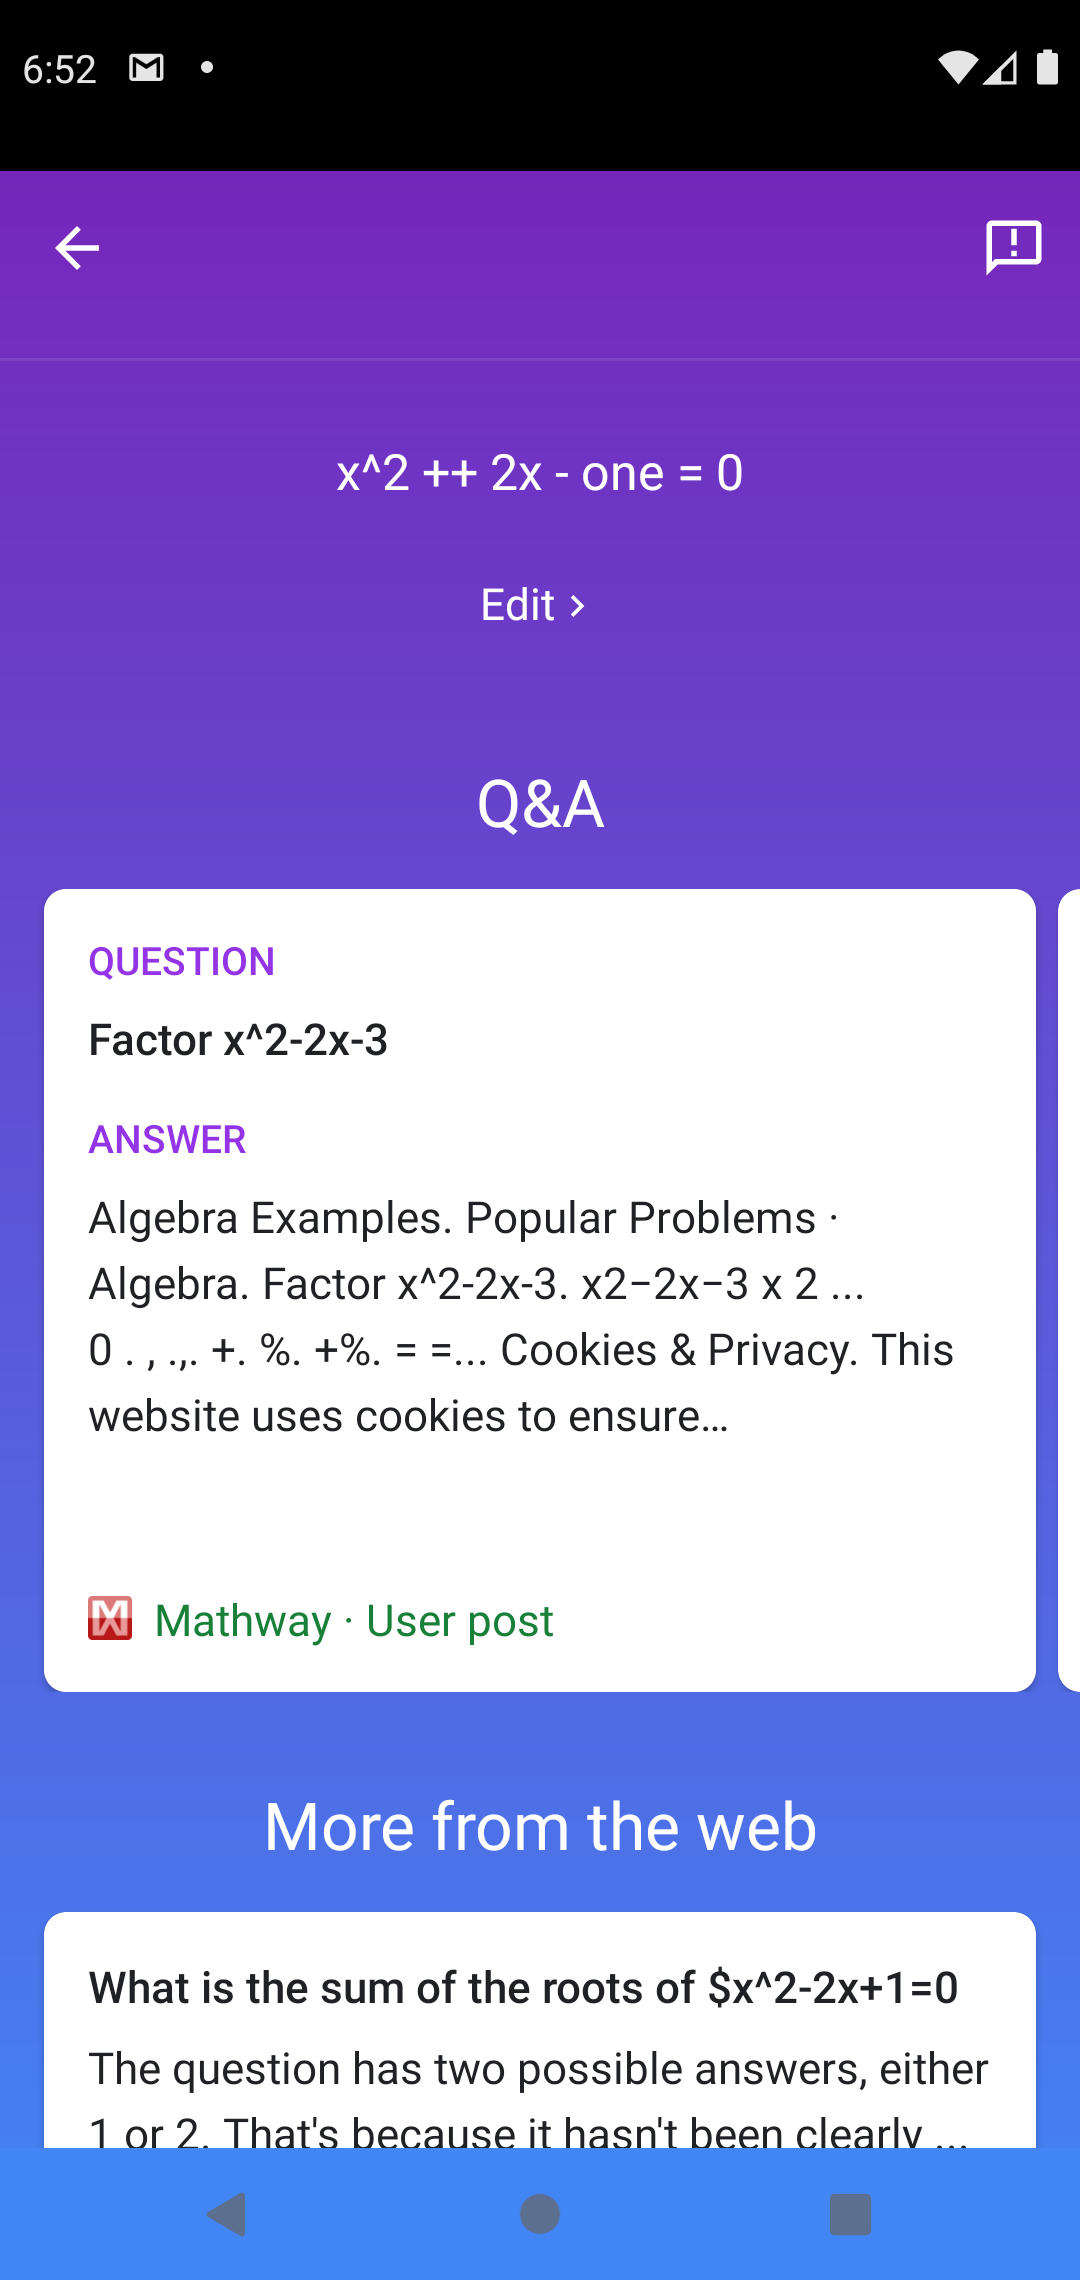 6:52
x^2 ++ 2x - one = 0
Edit
Q&A
QUESTION
Factor x^2-2x-3
ANSWER
Algebra Examples. Popular Problems ·
Algebra. Factor x^2-2x-3. x2−2x−3 x 2 ...
0 . , .,. +. %. +%. = =... Cookies & Privacy. This
website uses cookies to ensure…
Mathway · User post
More from the web
What is the sum of the roots of $x^2-2x+1=0
The question has two possible answers, either
1 or 2. That's because it hasn't been clearly ...